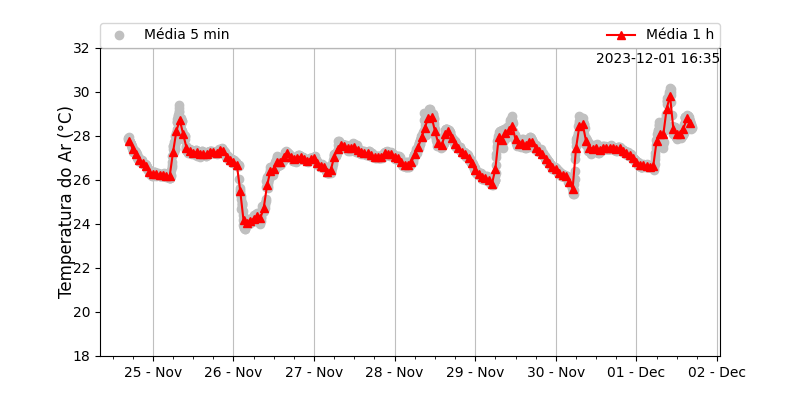 Média 5 min
Média 1 h
2023-12-01 16:35
Temperatura do Ar (°C)
32
30
28
26
24
22
20
18
25 - Nov
26 - Nov
27 - Nov
28 - Nov
29 - Nov
30 - Nov
01 - Dec
02 - Dec